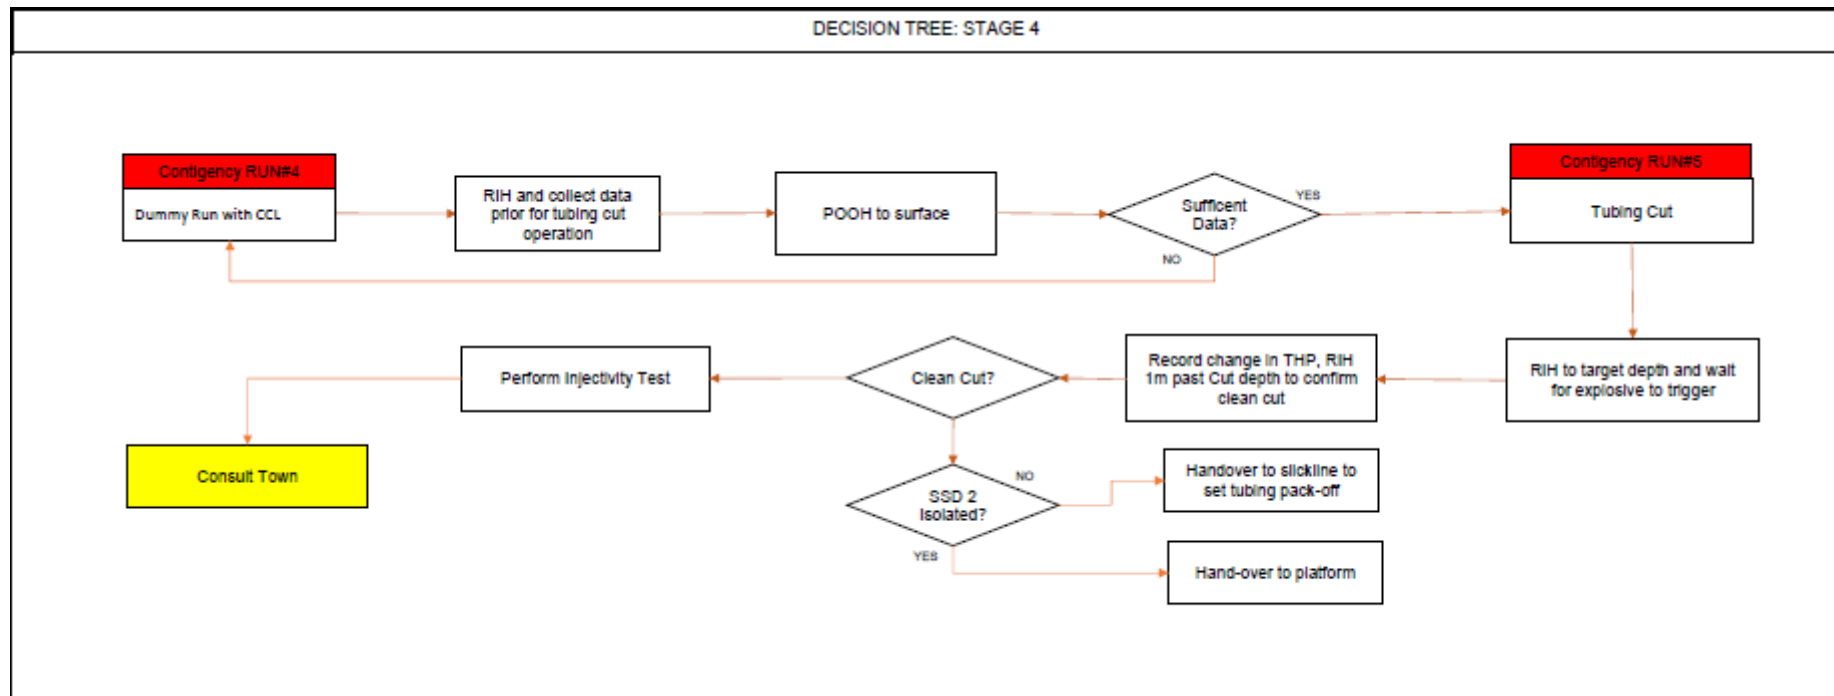 DECISION TREE: STAGE 4
Contigency RUN#4
Dummy Run with CCL
RIH and collect data
prior for tubing cut
operation
POOH to surface
Sufficent
Data?
YES
NO
Contigency RUN#5
Tubing Cut
RIH to target depth and wait
for explosive to trigger
Record change in THP, RIH
1m past Cut depth to confirm
clean cut
Clean Cut?
Perform Injectivity Test
Consult Town
SSD 2
Isolated?
NO
YES
Handover to slickline to
set tubing pack-off
Hand-over to platform